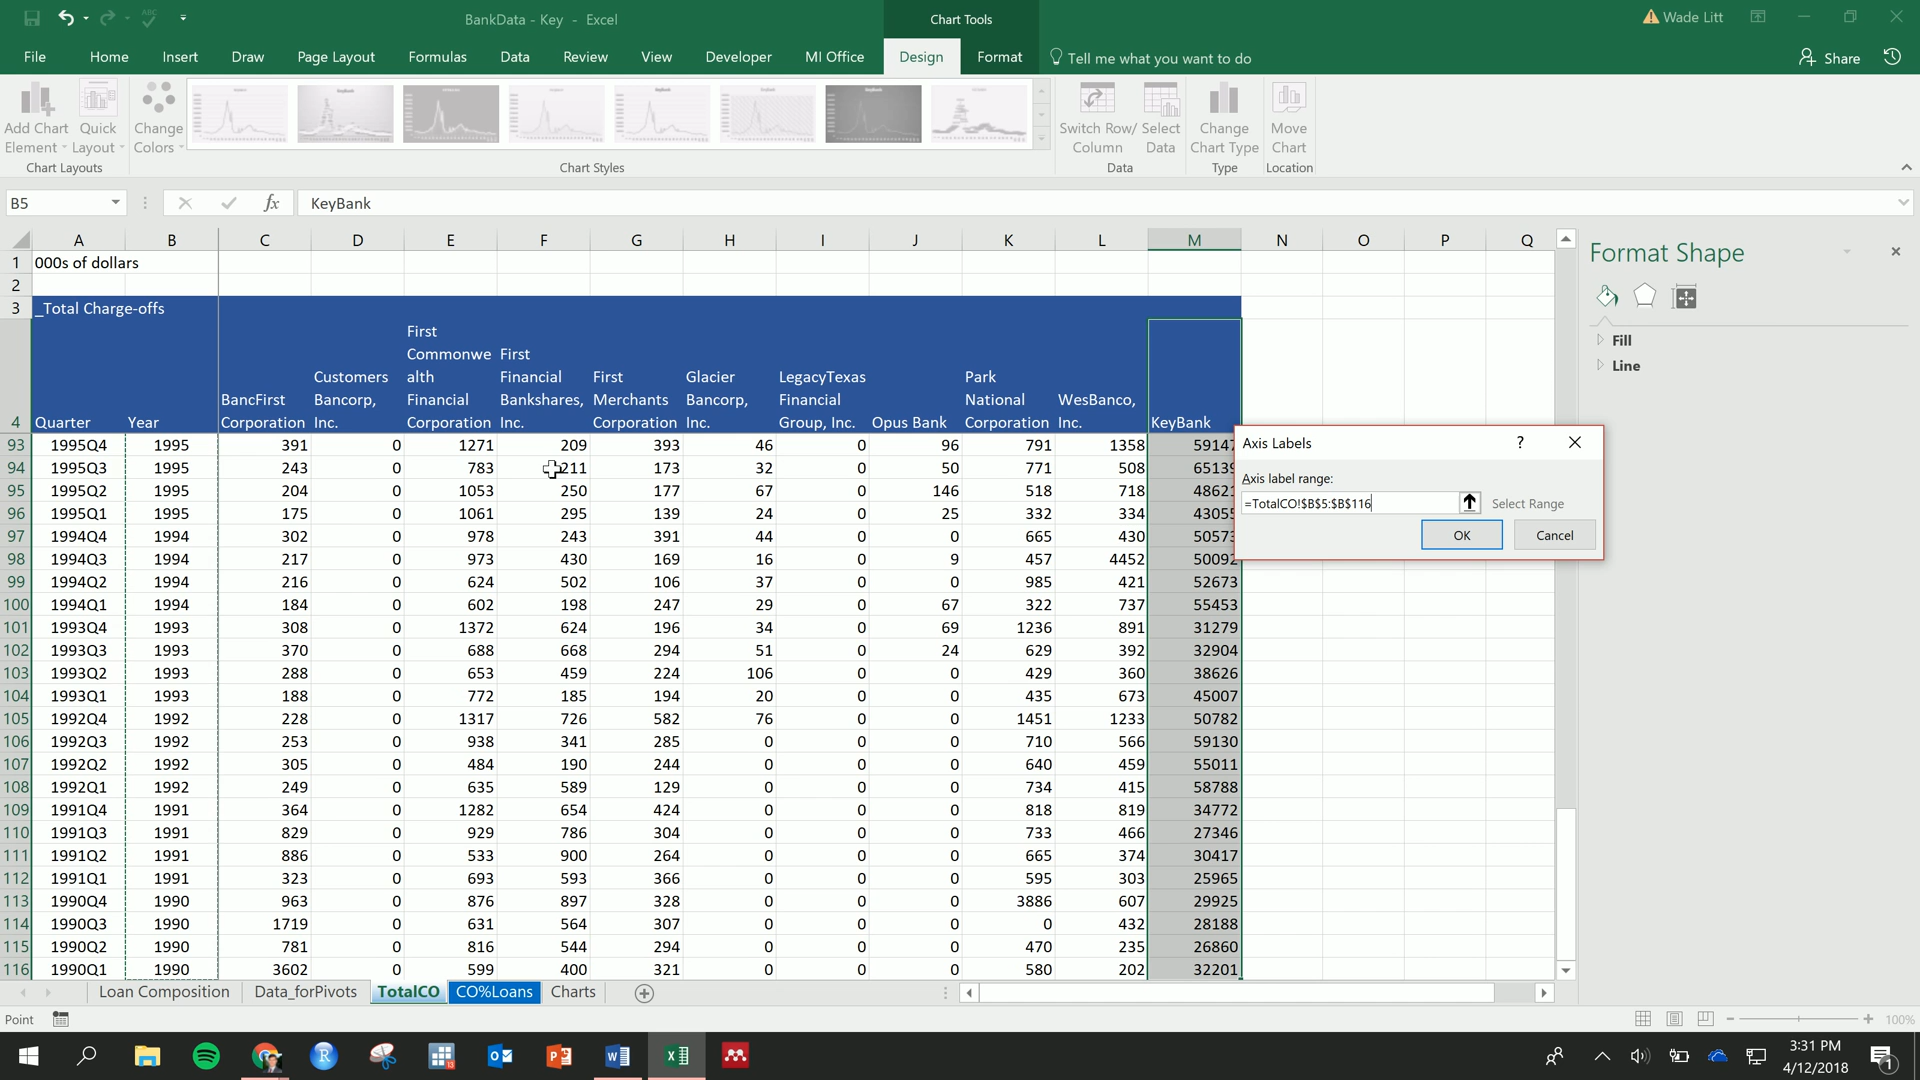 BankData - Key - Excel
Chart Tools
Wade Litt
File Home Insert Draw Page Layout Formulas Data Review View Developer MI Office Design Format Tell me what you want to do Share
Add Chart Element
Quick Layout
Change Colors
Switch Row/ Column
Select Data
Change Chart Type
Move Chart
Chart Layouts Chart Styles Data Type Location
B5 fx KeyBank
A B C D E F G H I J K L M N O P Q
1 000s of dollars
2
3 _Total Charge-offs
4 Quarter Year BancFirst Corporation Customers Bancorp, Inc. First Commonwe alth Financial Corporation First Financial Bankshares, Inc. First Merchants Corporation Glacier Bancorp, Inc. LegacyTexas Financial Group, Inc. Opus Bank Park National Corporation WesBanco, Inc. KeyBank
93 1995Q4 1995 391 0 1271 209 393 46 0 96 791 1358 59147
94 1995Q3 1995 243 0 783 211 173 32 0 50 771 508 65139
95 1995Q2 1995 204 0 1053 250 177 67 0 146 518 718 48621
96 1995Q1 1995 175 0 1061 295 139 24 0 25 332 334 43055
97 1994Q4 1994 302 0 978 243 391 44 0 0 665 430 50573
98 1994Q3 1994 217 0 973 430 169 16 0 9 457 4452 50092
99 1994Q2 1994 216 0 624 502 106 37 0 0 985 421 52673
100 1994Q1 1994 184 0 602 198 247 29 0 67 322 737 55453
101 1993Q4 1993 308 0 1372 624 196 34 0 69 1236 891 31279
102 1993Q3 1993 370 0 688 668 294 51 0 24 629 392 32904
103 1993Q2 1993 288 0 653 459 224 106 0 0 429 360 38626
104 1993Q1 1993 188 0 772 185 194 20 0 0 435 673 45007
105 1992Q4 1992 228 0 1317 726 582 76 0 0 1451 1233 50782
106 1992Q3 1992 253 0 938 341 285 0 0 0 710 566 59130
107 1992Q2 1992 305 0 484 190 244 0 0 0 640 459 55011
108 1992Q1 1992 249 0 635 589 129 0 0 0 734 415 58788
109 1991Q4 1991 364 0 1282 654 424 0 0 0 818 819 34772
110 1991Q3 1991 829 0 929 786 304 0 0 0 733 466 27346
111 1991Q2 1991 886 0 533 900 264 0 0 0 665 374 30417
112 1991Q1 1991 323 0 693 593 366 0 0 0 595 303 25965
113 1990Q4 1990 963 0 876 897 328 0 0 0 3886 607 29925
114 1990Q3 1990 1719 0 631 564 307 0 0 0 0 432 28188
115 1990Q2 1990 781 0 816 544 294 0 0 0 470 235 26860
116 1990Q1 1990 3602 0 599 400 321 0 0 0 580 202 32201
Format Shape
Fill
Line
Axis Labels ?
Axis label range:
=TotalCO!$B$5:$B$116 Select Range
OK Cancel
Loan Composition Data_forPivots TotalCO CO%Loans Charts
Point 100%
3:31 PM
4/12/2018
1